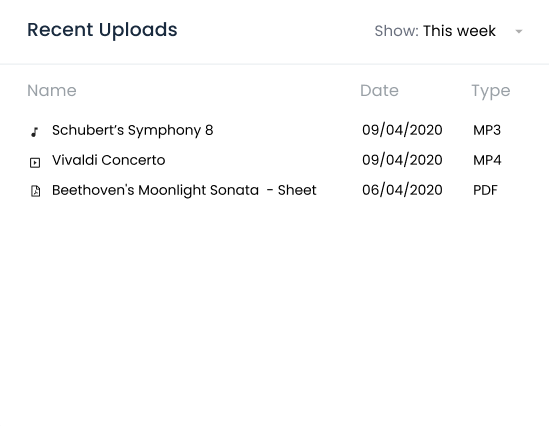 Recent Uploads Show: This week
Name Date Type
Schubert’s Symphony 8 09/04/2020 MP3
Vivaldi Concerto 09/04/2020 MP4
Beethoven's Moonlight Sonata - Sheet 06/04/2020 PDF